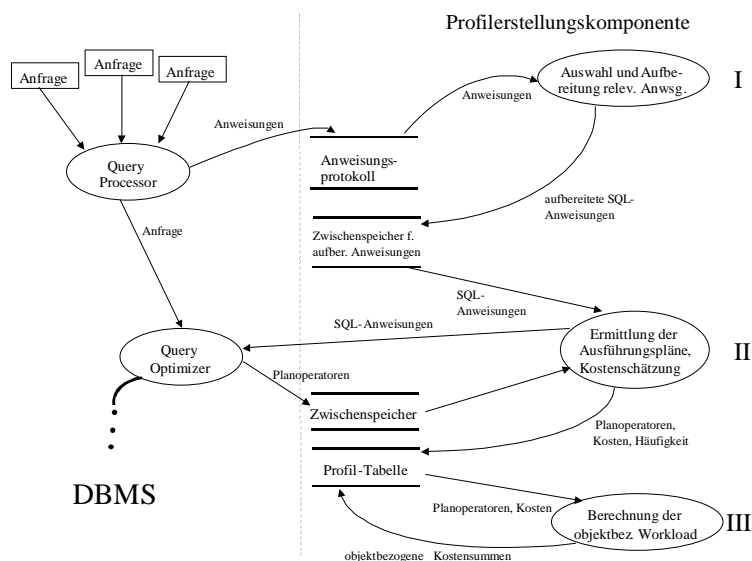 Profilerstellungskomponente
Anfrage
Anfrage
Anfrage
Auswahl und Aufbe-
reitung relev. Anwsg.
I
Anweisungen
Anweisungen
Query
Processor
Anweisungs-
protokoll
aufbereitete SQL-
Anweisungen
Anfrage
Zwischenspeicher f.
aufber. Anweisungen
SQL-
Anweisungen
SQL-Anweisungen
Query
Optimizer
Ermittlung der
Ausführungspläne,
Kostenschätzung
II
Planoperatoren
Zwischenspeicher
Planoperatoren,
Kosten, Häufigkeit
Profil-Tabelle
DBMS
Planoperatoren, Kosten
Berechnung der
objektbez. Workload
III
objektbezogene Kostensummen